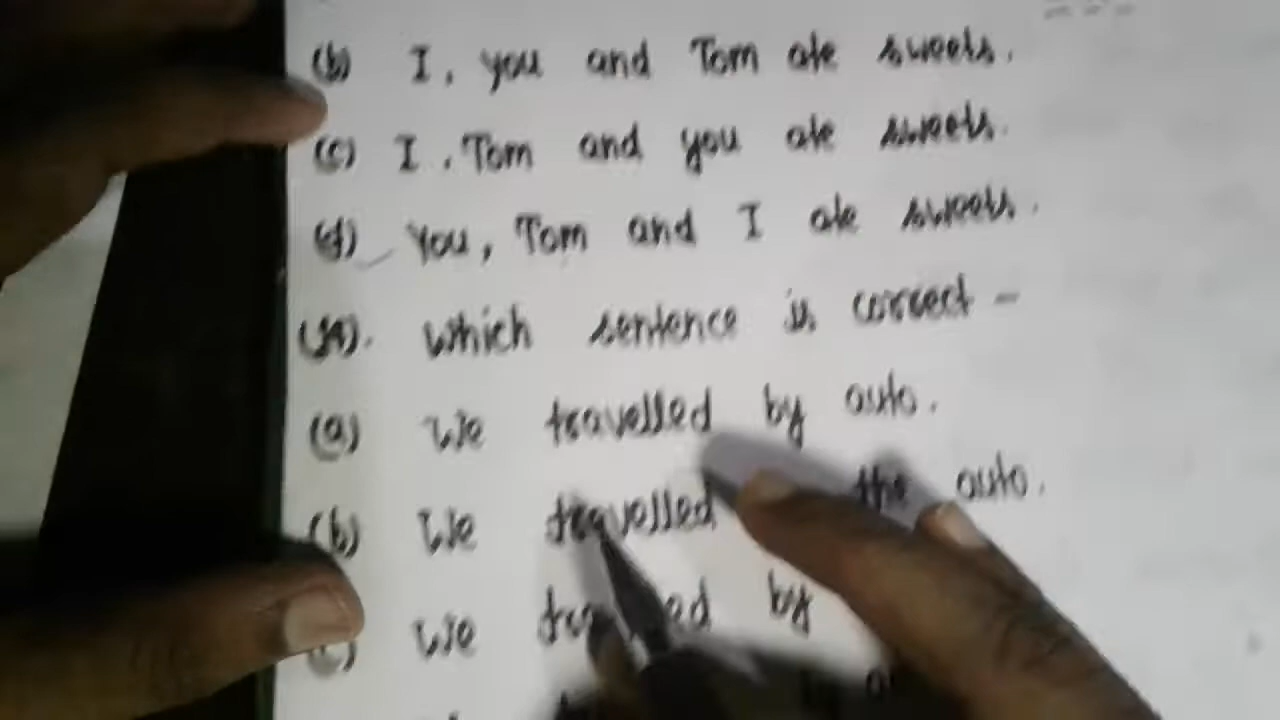 (b) I, you and Tom ate sweets.
(c) I, Tom and you ate sweets.
(d) You, Tom and I ate sweets.
which sentence is correct -
(a) We travelled by auto.
(b) We travelled the auto.
(c) We by